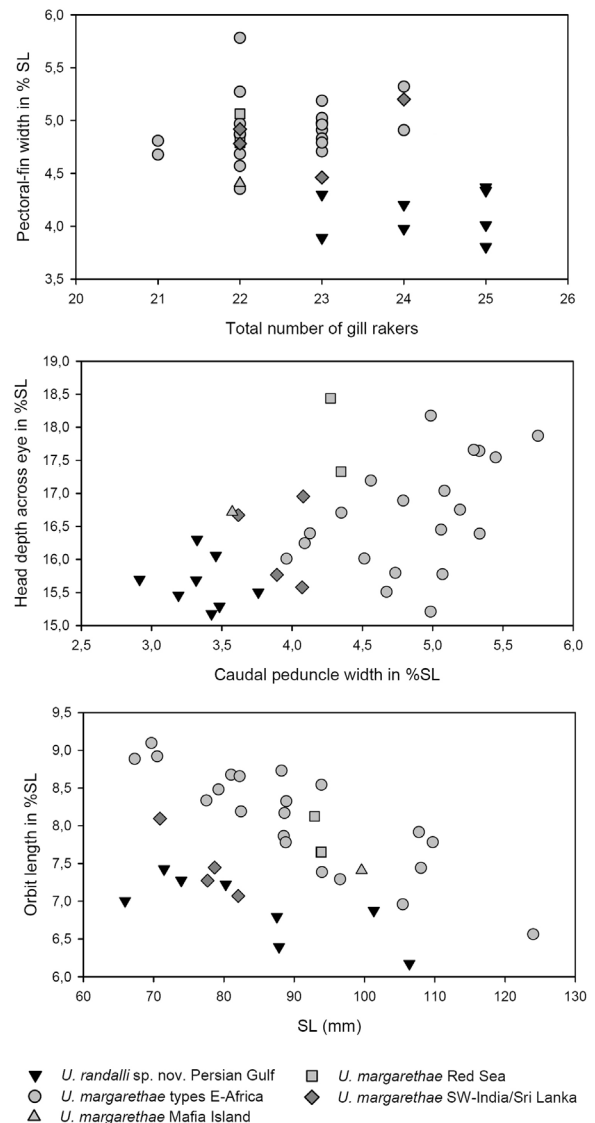 6,0
5,5
5,0
4,5
4,0
3,5
Pectoral-fin width in % SL
20 21 22 23 24 25 26
Total number of gill rakers
19,0
18,5
18,0
17,5
17,0
16,5
16,0
15,5
15,0
Head depth across eye in %SL
2,5 3,0 3,5 4,0 4,5 5,0 5,5 6,0
Caudal peduncle width in %SL
9,5
9,0
8,5
8,0
7,5
7,0
6,5
6,0
Orbit length in %SL
60 70 80 90 100 110 120 130
SL (mm)
U. randalli sp. nov. Persian Gulf
U. margarethae types E-Africa
U. margarethae Mafia Island
U. margarethae Red Sea
U. margarethae SW-India/Sri Lanka